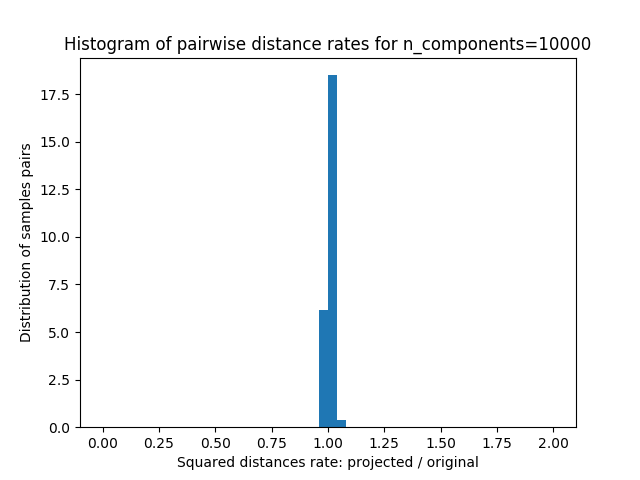 Histogram of pairwise distance rates for n_components=10000
Distribution of samples pairs
17.5
15.0
12.5
10.0
7.5
5.0
2.5
0.0
0.00 0.25 0.50 0.75 1.00 1.25 1.50 1.75 2.00
Squared distances rate: projected / original